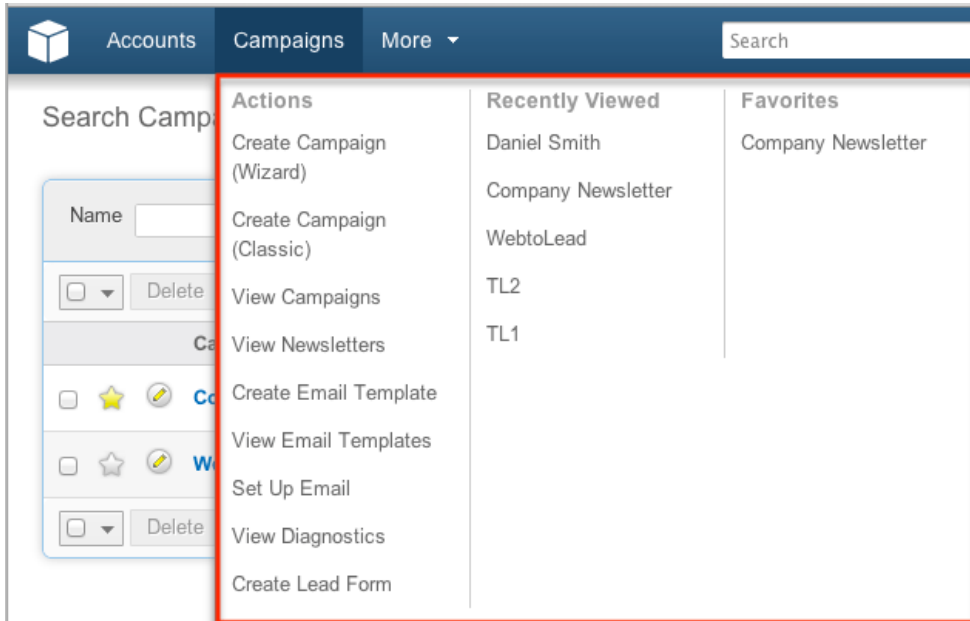 Accounts
Campaigns
More
Search
Search Campa
Name
Delete
Ca
Co
We
Delete
Actions
Create Campaign
(Wizard)
Create Campaign
(Classic)
View Campaigns
View Newsletters
Create Email Template
View Email Templates
Set Up Email
View Diagnostics
Create Lead Form
Recently Viewed
Daniel Smith
Company Newsletter
WebtoLead
TL2
TL1
Favorites
Company Newsletter